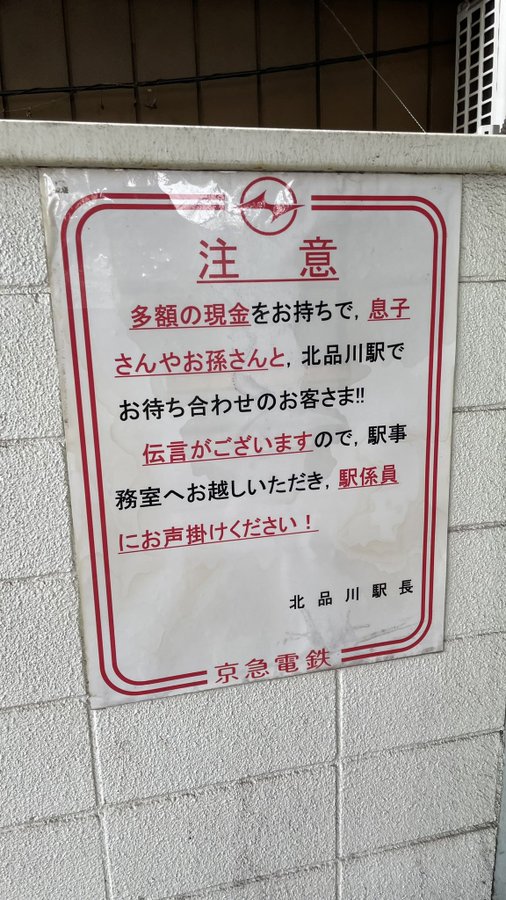 注 意
多額の現金をお持ちで，息子
さんやお孫さんと，北品川駅で
お待ち合わせのお客さま!!
伝言がございますので，駅事
務室へお越しいただき，駅係員
にお声掛けください！
北品川駅長
京急電鉄